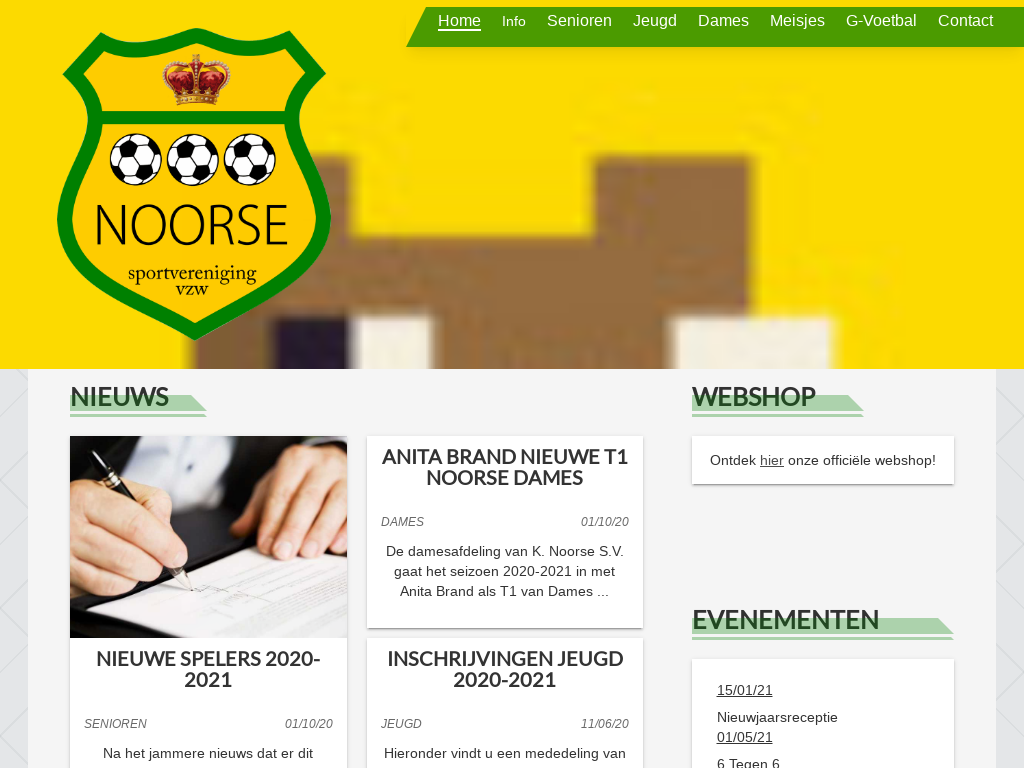 Home Info Senioren Jeugd Dames Meisjes G-Voetbal Contact
NOORSE
sportvereniging
vzw
NIEUWS
NIEUWE SPELERS 2020-
2021
SENIOREN 01/10/20
Na het jammere nieuws dat er dit
ANITA BRAND NIEUWE T1
NOORSE DAMES
DAMES 01/10/20
De damesafdeling van K. Noorse S.V.
gaat het seizoen 2020-2021 in met
Anita Brand als T1 van Dames ...
INSCHRIJVINGEN JEUGD
2020-2021
JEUGD 11/06/20
Hieronder vindt u een mededeling van
WEBSHOP
Ontdek hier onze officiële webshop!
EVENEMENTEN
15/01/21
Nieuwjaarsreceptie
01/05/21
6 Tegen 6